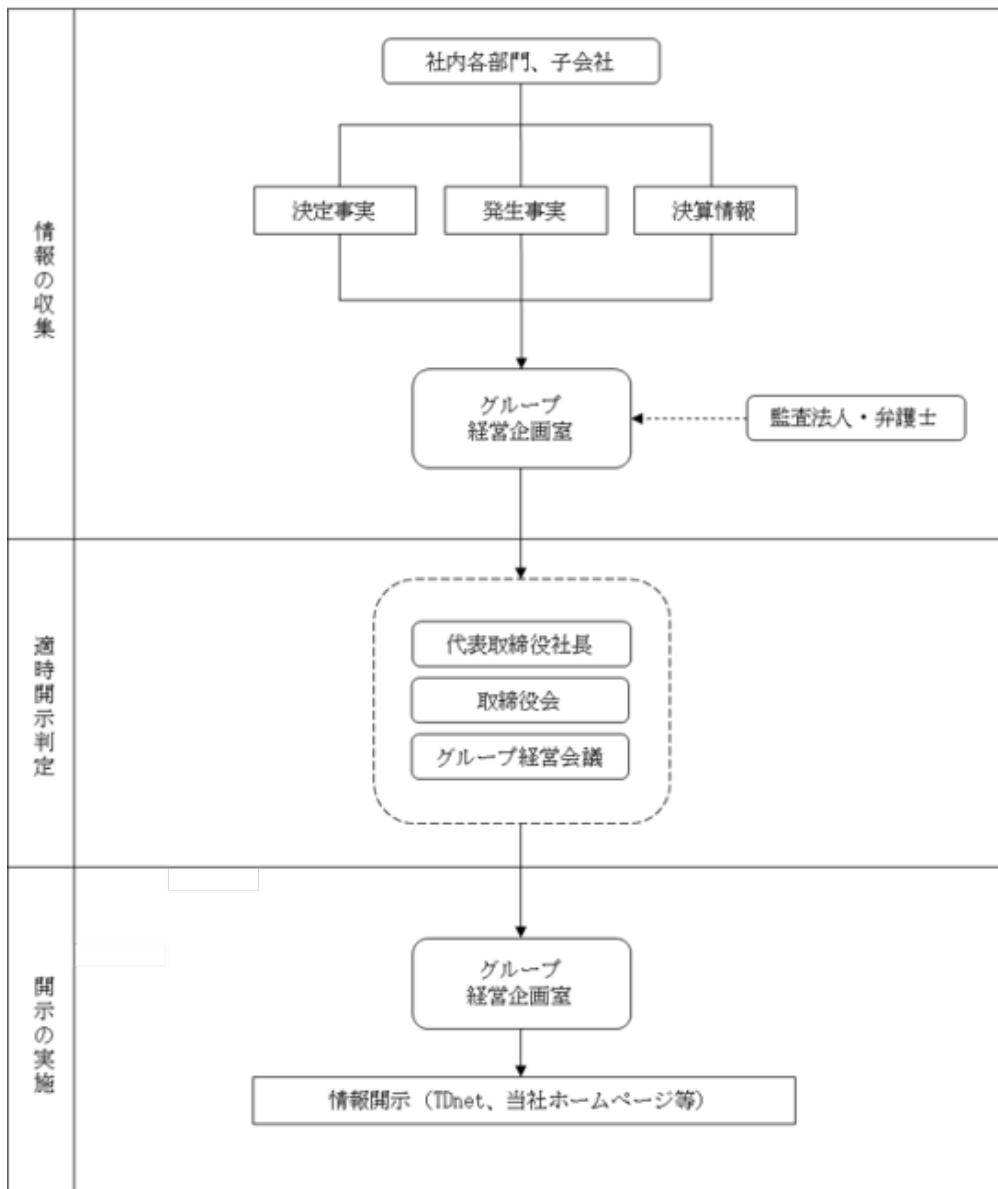 情報の収集
社内各部門、子会社
決定事実
発生事実
決算情報
グループ
経営企画室
監査法人・弁護士
適時開示判定
代表取締役社長
取締役会
グループ経営会議
開示の実施
グループ
経営企画室
情報開示（TDnet、当社ホームページ等）